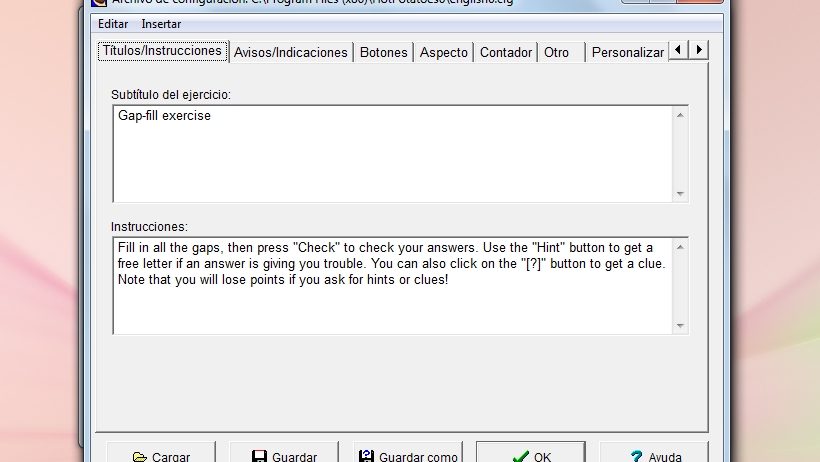 Archivo de configuración: C:\Program Files (x86)\HotPotatoes6\english6.cfg
Editar Insertar
Títulos/Instrucciones Avisos/Indicaciones Botones Aspecto Contador Otro Personalizar
Subtítulo del ejercicio:
Gap-fill exercise
Instrucciones:
Fill in all the gaps, then press "Check" to check your answers. Use the "Hint" button to get a
free letter if an answer is giving you trouble. You can also click on the "[?]" button to get a clue.
Note that you will lose points if you ask for hints or clues!
Cargar Guardar Guardar como OK Ayuda